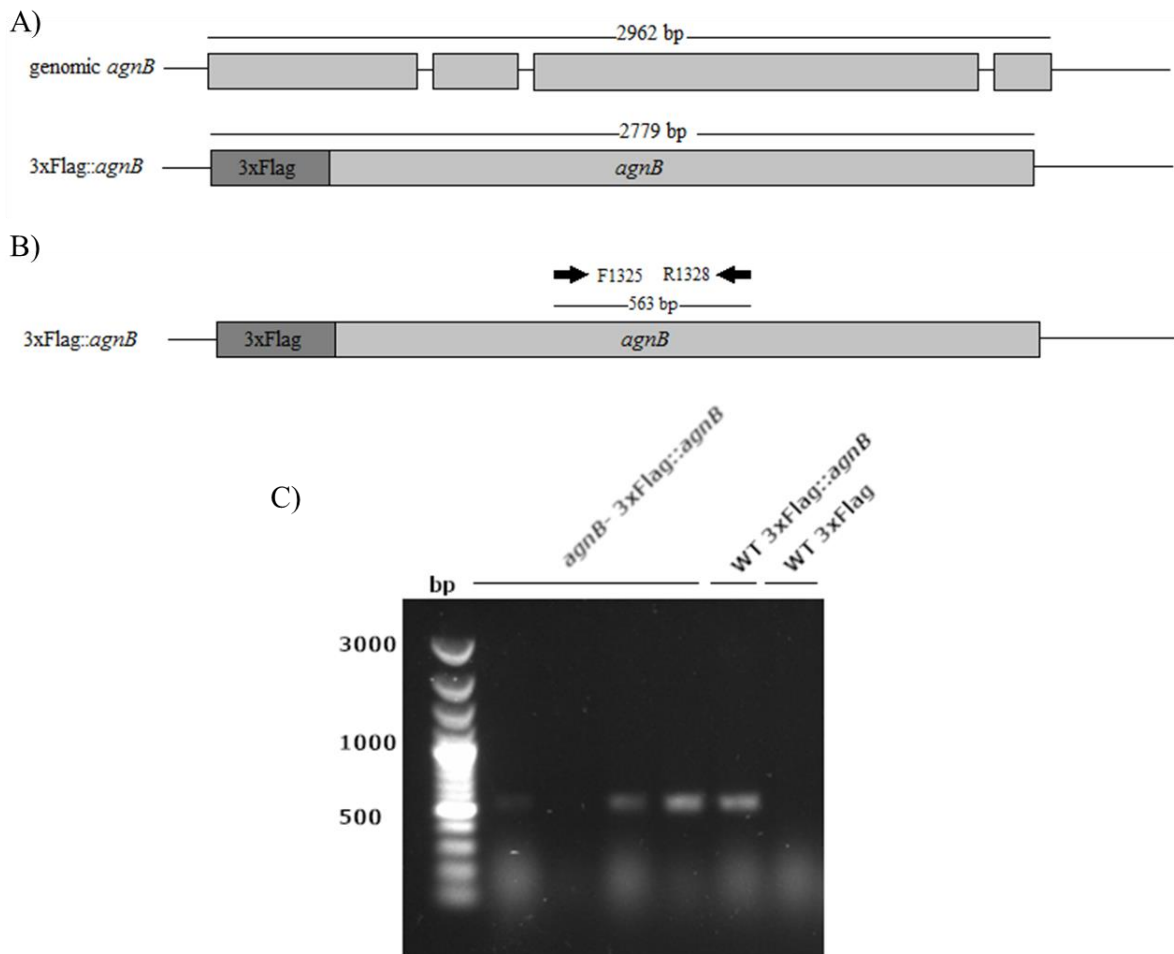 A)
2962 bp
genomic agnB
2779 bp
3xFlag::agnB
3xFlag
agnB
B)
F1325
R1328
563 bp
3xFlag::agnB
3xFlag
agnB
C)
agnB- 3xFlag::agnB
WT 3xFlag::agnB
WT 3xFlag
bp
3000
1000
500